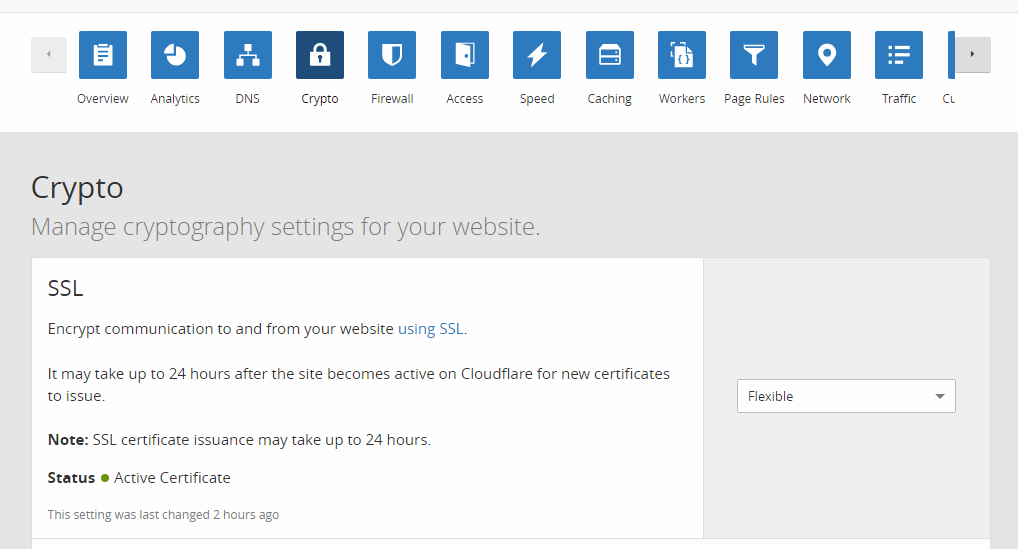 Overview Analytics DNS Crypto Firewall Access Speed Caching Workers Page Rules Network Traffic Cu
Crypto
Manage cryptography settings for your website.
SSL
Encrypt communication to and from your website using SSL.
It may take up to 24 hours after the site becomes active on Cloudflare for new certificates
to issue.
Flexible
Note: SSL certificate issuance may take up to 24 hours.
Status Active Certificate
This setting was last changed 2 hours ago